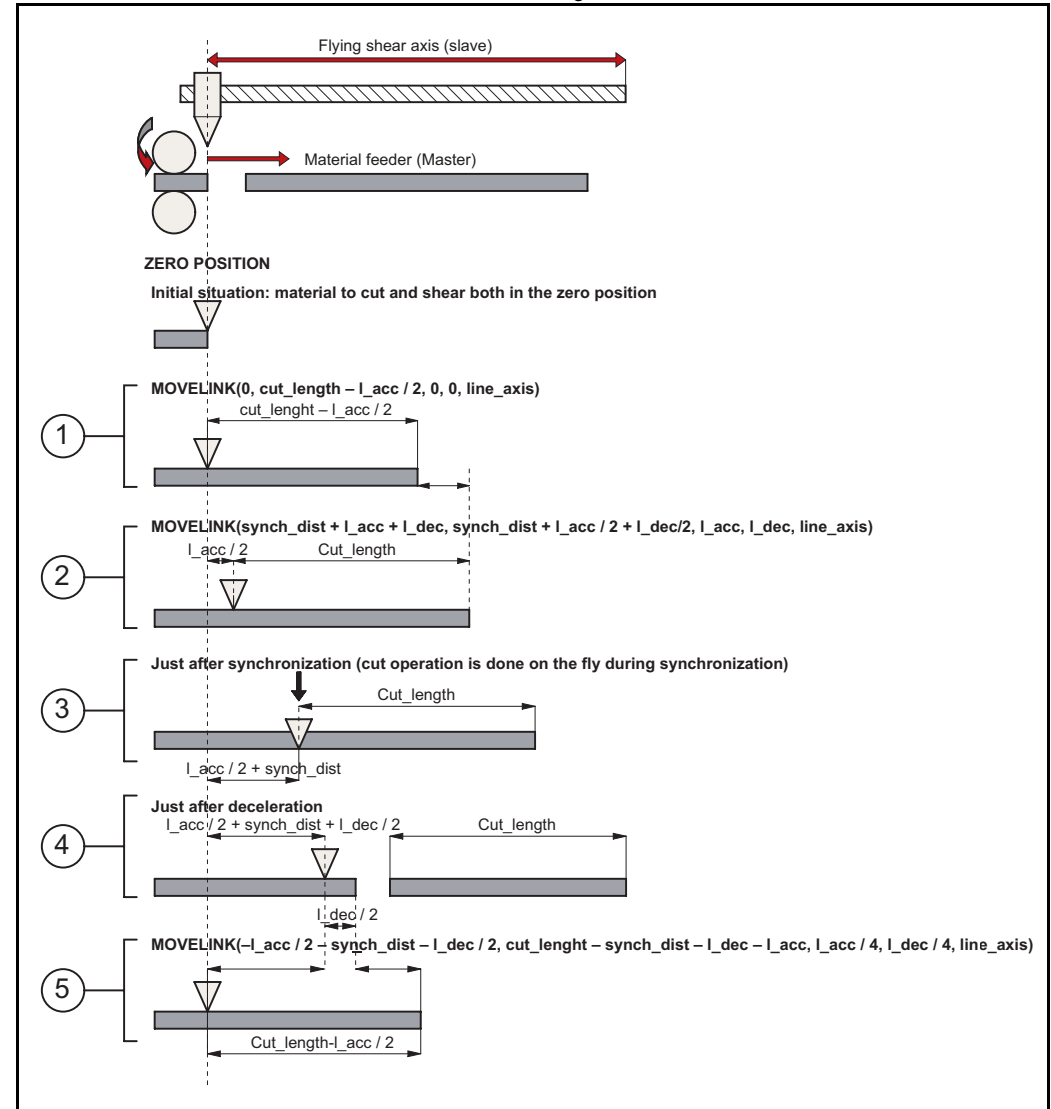 Flying shear axis (slave)
Material feeder (Master)
ZERO POSITION
Initial situation: material to cut and shear both in the zero position
MOVELINK(0, cut_length – l_acc / 2, 0, 0, line_axis)
cut_lenght – l_acc / 2
1
MOVELINK(synch_dist + l_acc + l_dec, synch_dist + l_acc / 2 + l_dec/2, l_acc, l_dec, line_axis)
l_acc / 2
Cut_length
2
Just after synchronization (cut operation is done on the fly during synchronization)
Cut_length
3
l_acc / 2 + synch_dist
Just after deceleration
l_acc / 2 + synch_dist + l_dec / 2
Cut_length
4
l_dec / 2
MOVELINK(–l_acc / 2 – synch_dist – l_dec / 2, cut_lenght – synch_dist – l_dec – l_acc, l_acc / 4, l_dec / 4, line_axis)
5
Cut_length-l_acc / 2